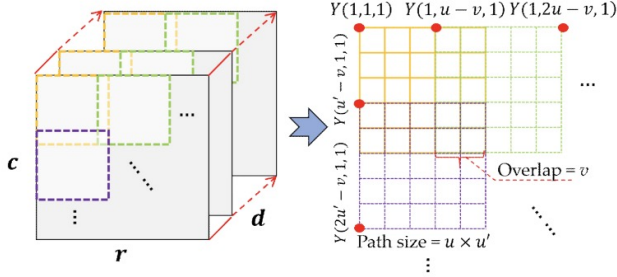 Y(1,1,1) Y(1,u−v,1) Y(1,2u−v,1)
Y(u′−v,1,1)
Y(2u′−v,1,1)
...
...
c
r
d
Overlap = v
Path size = u × u′